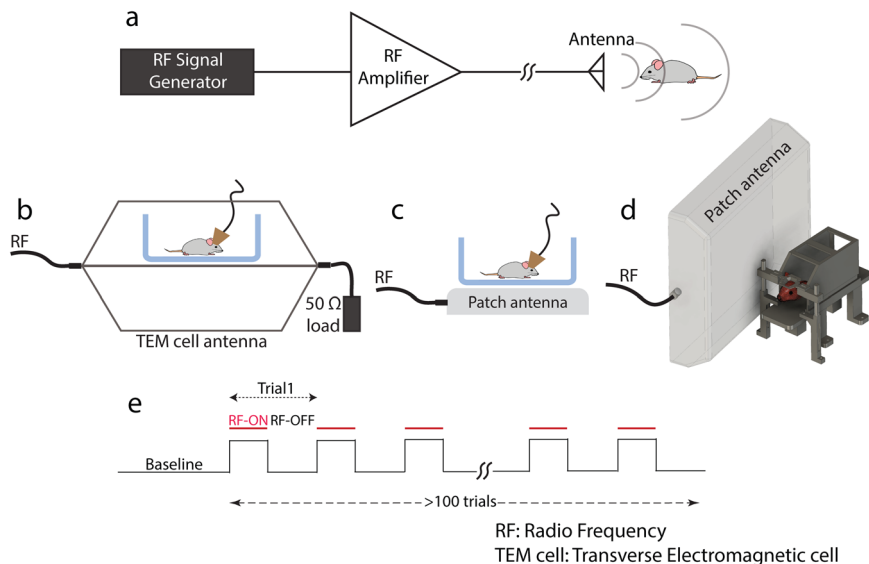 a
RF Signal
Generator
RF
Amplifier
Antenna
b
RF
50 Ω
load
TEM cell antenna
c
RF
Patch antenna
d
Patch antenna
RF
e
Trial1
RF-ON RF-OFF
Baseline
>100 trials
RF: Radio Frequency
TEM cell: Transverse Electromagnetic cell